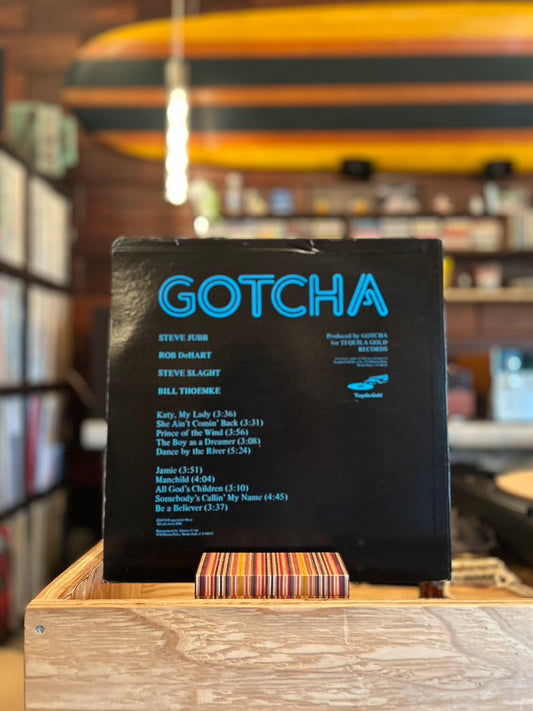 GOTCHA
STEVE JUBB
ROB DeHART
STEVE SLAGHT
BILL THOEMKE
Produced by GOTCHA
for TEQUILA GOLD
RECORDS
Tequila Gold
Katy, My Lady (3:36)
She Ain't Comin' Back (3:31)
Prince of the Wind (3:56)
The Boy as a Dreamer (3:08)
Dance by the River (5:24)
Jamie (3:51)
Manchild (4:04)
All God's Children (3:10)
Somebody's Callin' My Name (4:45)
Be a Believer (3:37)